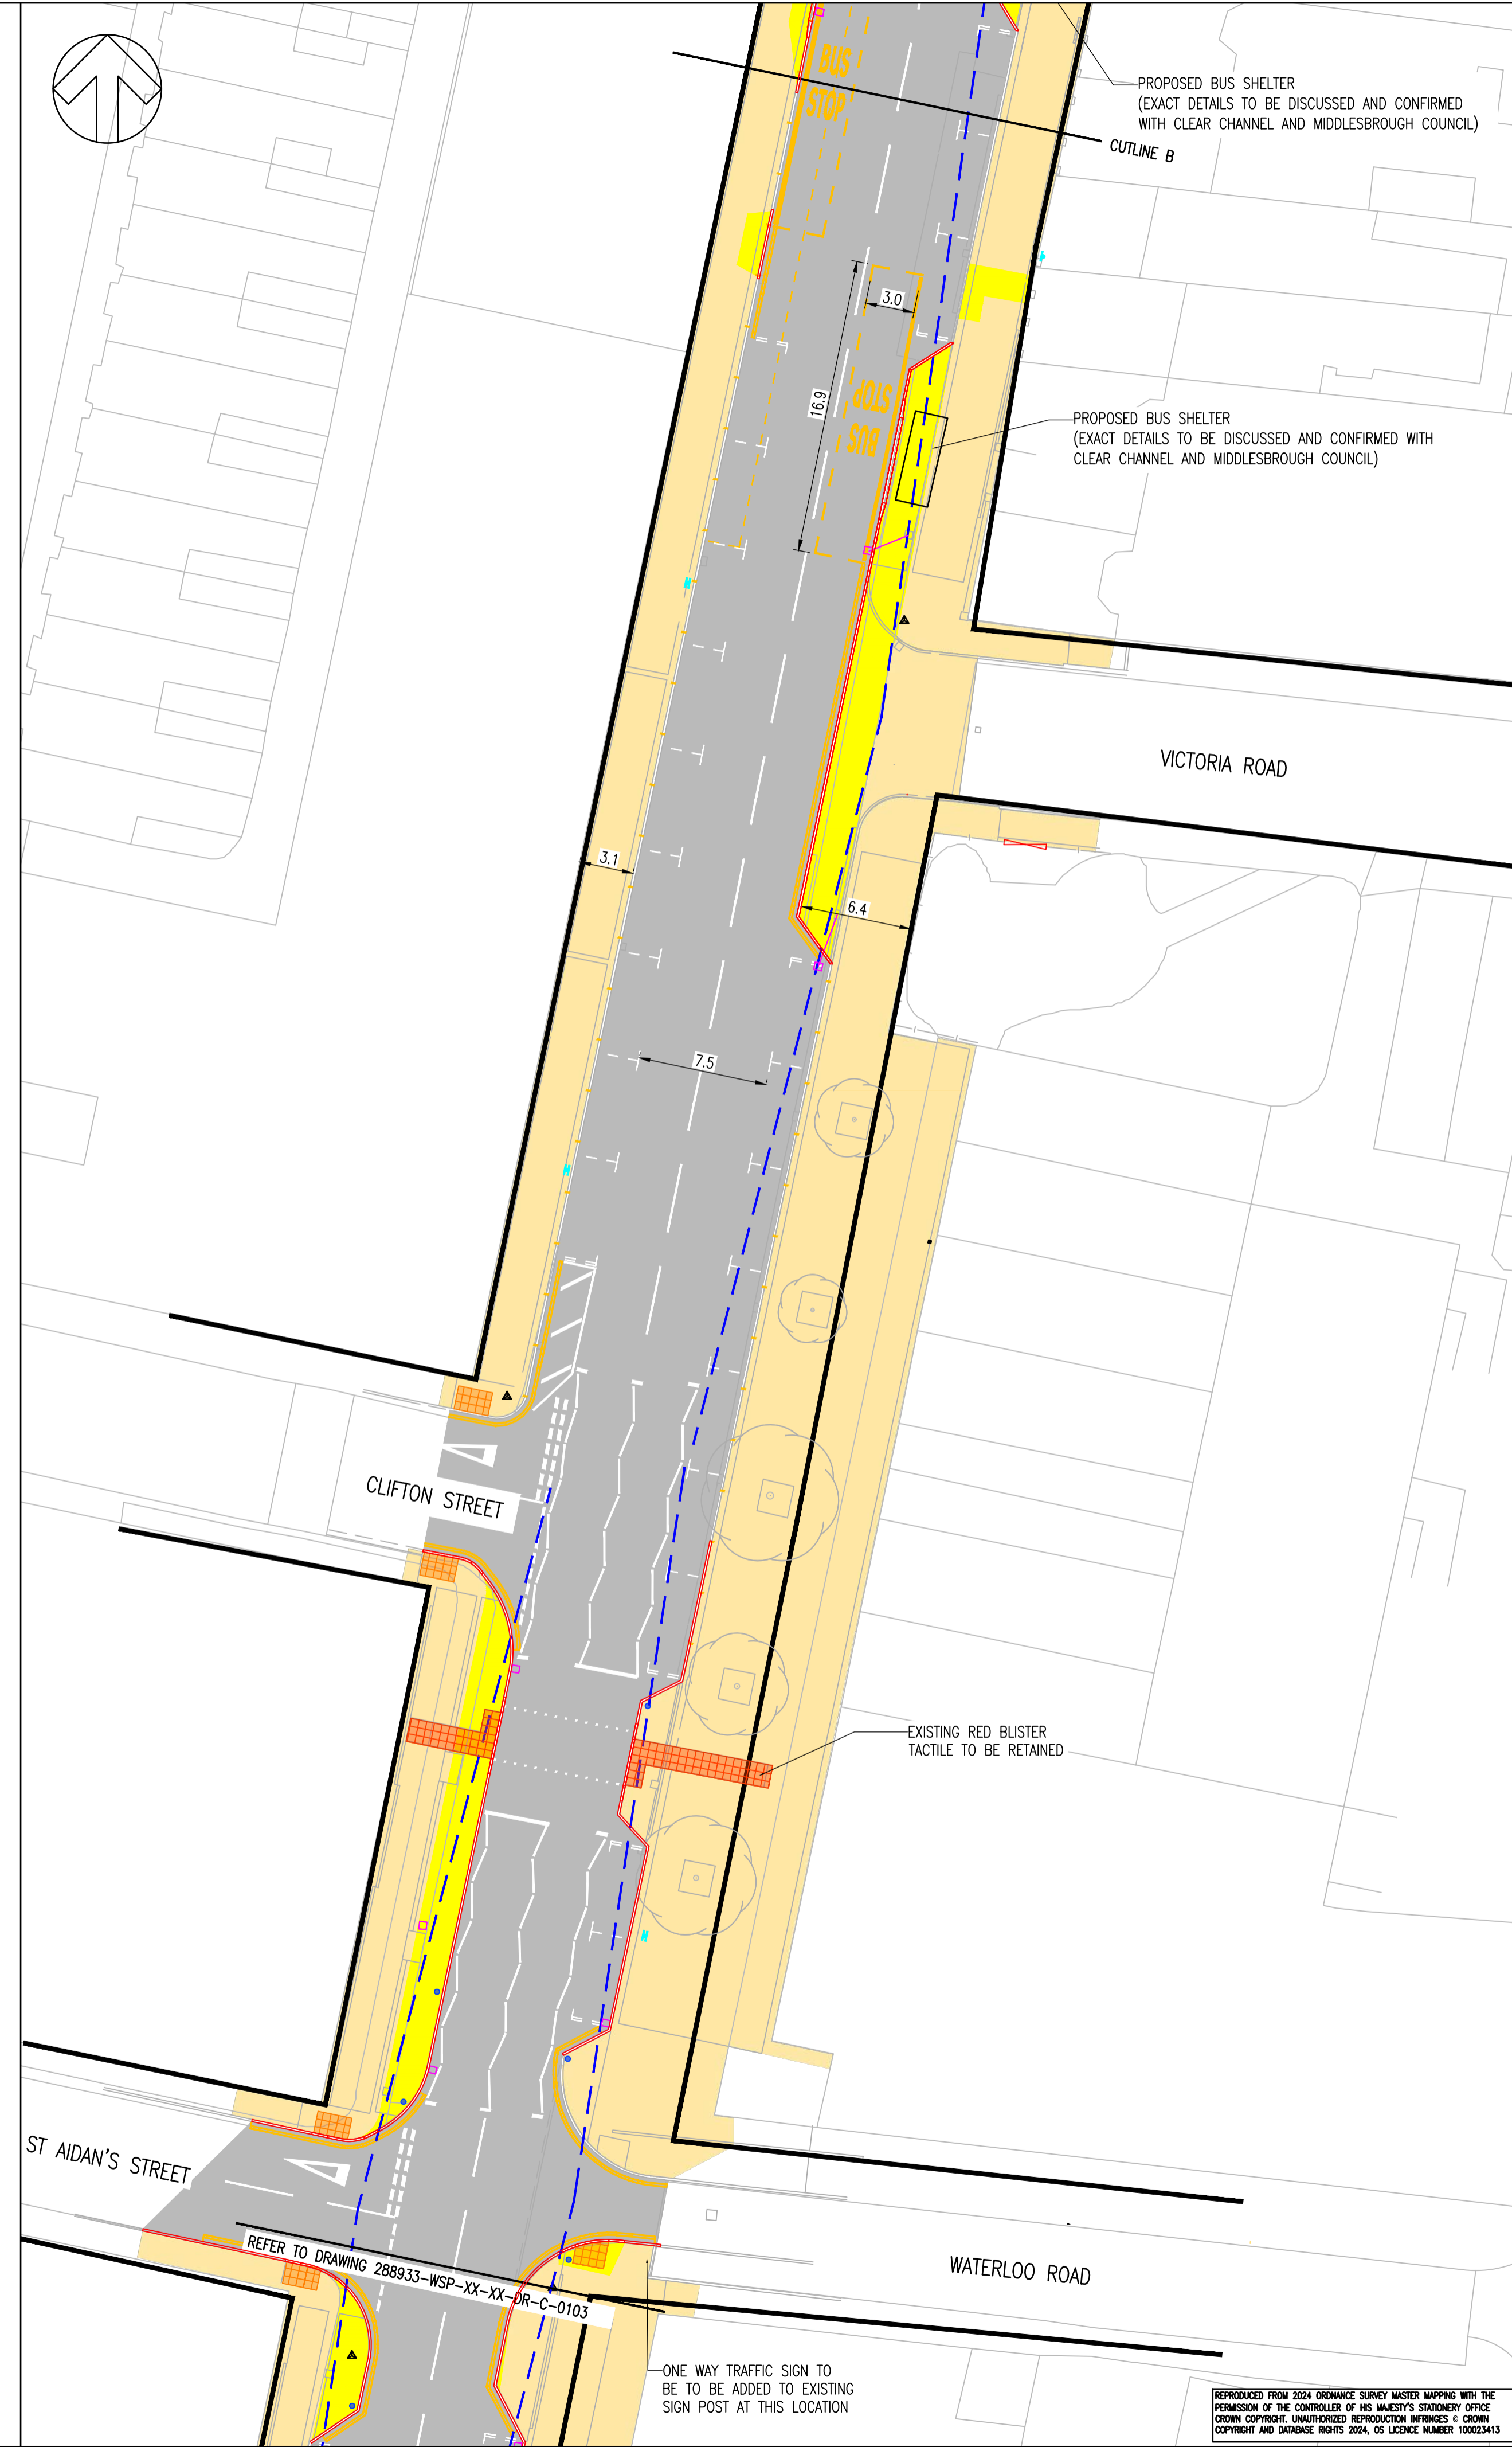 BUS
STOP
PROPOSED BUS SHELTER
(EXACT DETAILS TO BE DISCUSSED AND CONFIRMED
WITH CLEAR CHANNEL AND MIDDLESBROUGH COUNCIL)
CUTLINE B
3.0
16.9
STOP
BUS
PROPOSED BUS SHELTER
(EXACT DETAILS TO BE DISCUSSED AND CONFIRMED WITH
CLEAR CHANNEL AND MIDDLESBROUGH COUNCIL)
VICTORIA ROAD
3.1
6.4
7.5
CLIFTON STREET
EXISTING RED BLISTER
TACTILE TO BE RETAINED
ST AIDAN'S STREET
REFER TO DRAWING 288933-WSP-XX-XX-DR-C-0103
WATERLOO ROAD
ONE WAY TRAFFIC SIGN TO
BE TO BE ADDED TO EXISTING
SIGN POST AT THIS LOCATION
REPRODUCED FROM 2024 ORDNANCE SURVEY MASTER MAPPING WITH THE
PERMISSION OF THE CONTROLLER OF HIS MAJESTY'S STATIONERY OFFICE
CROWN COPYRIGHT. UNAUTHORIZED REPRODUCTION INFRINGES © CROWN
COPYRIGHT AND DATABASE RIGHTS 2024, OS LICENCE NUMBER 100023413